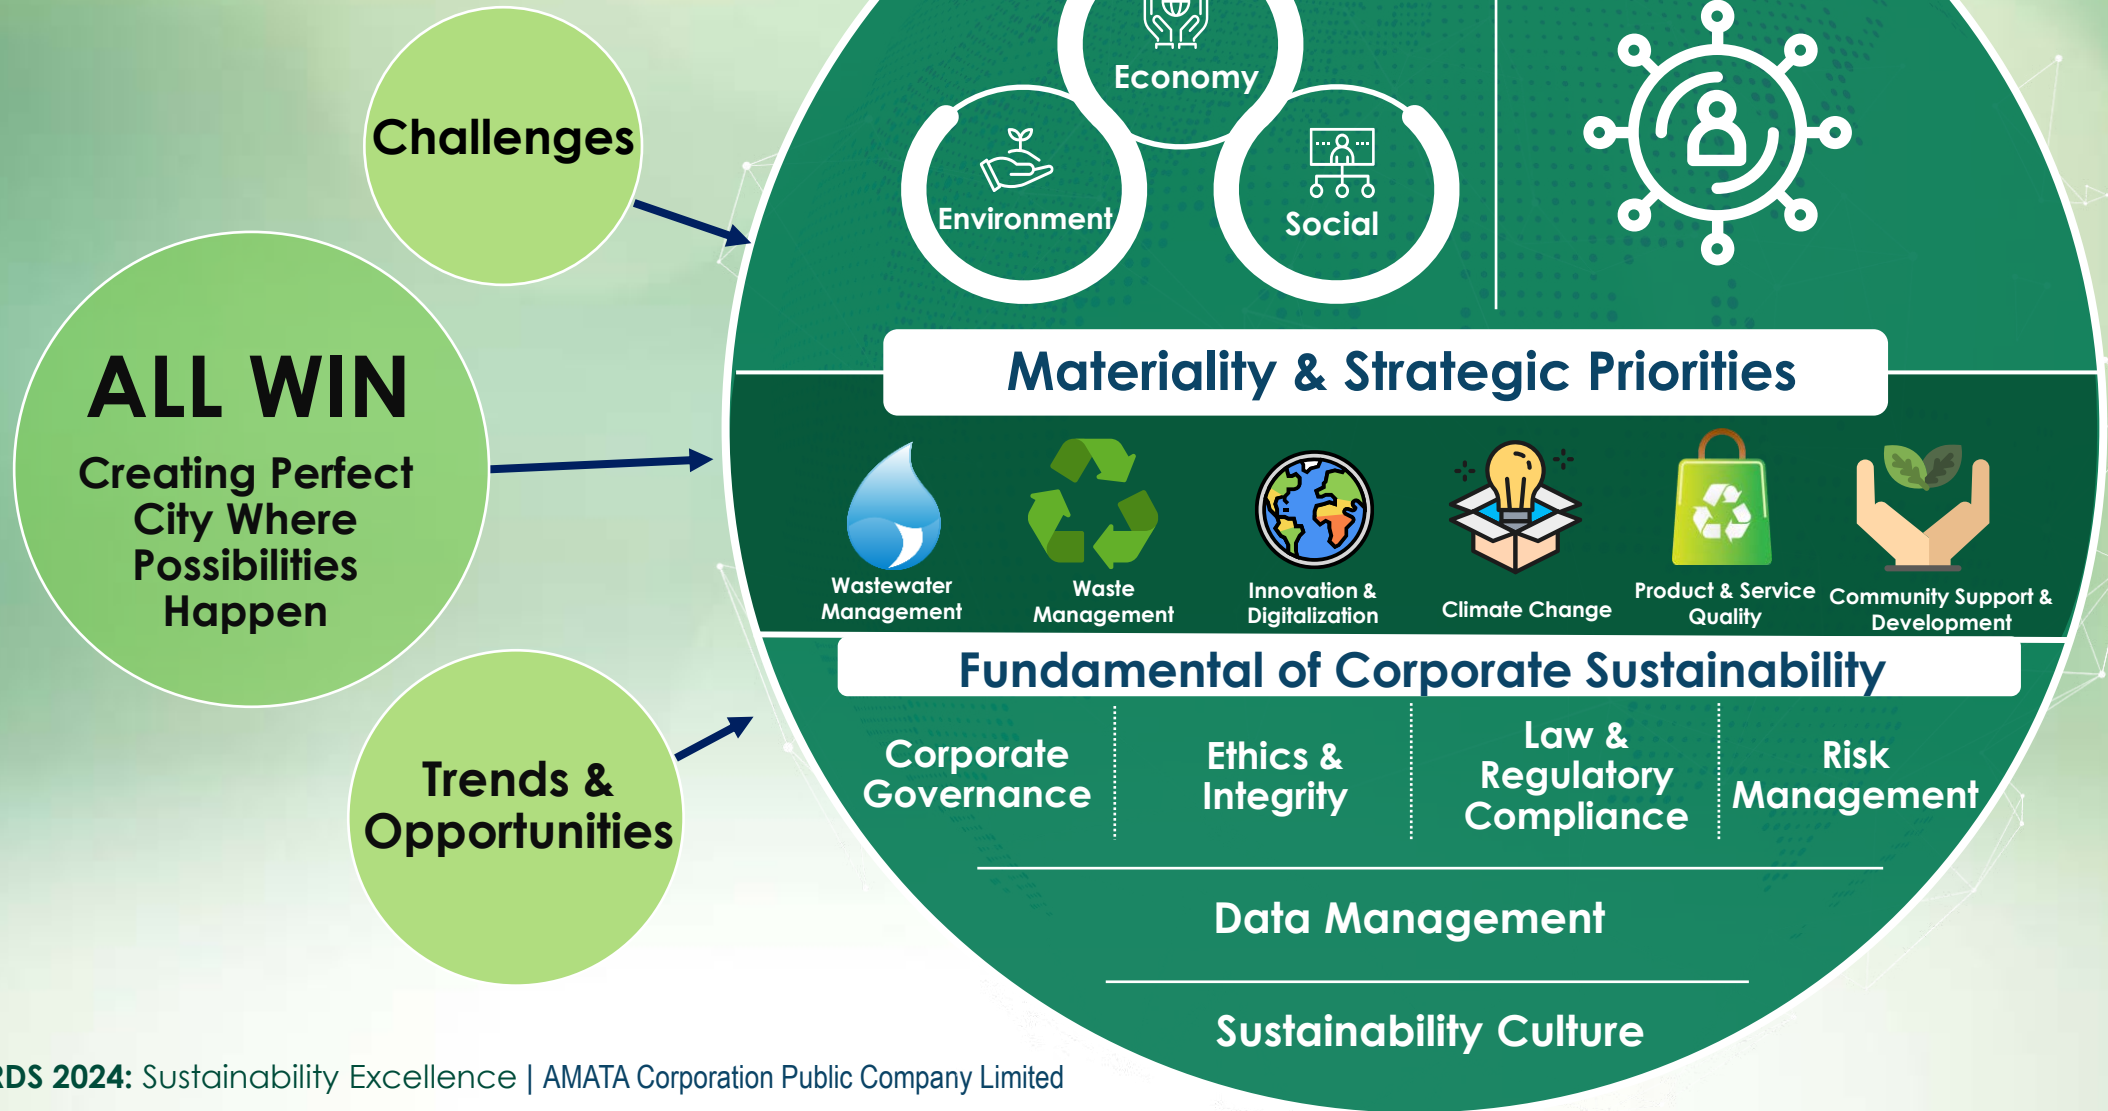 Challenges
ALL WIN
Creating Perfect
City Where
Possibilities
Happen
Trends &
Opportunities
Economy
Environment
Social
Materiality & Strategic Priorities
Wastewater
Management
Waste
Management
Innovation &
Digitalization
Climate Change
Product & Service
Quality
Community Support &
Development
Fundamental of Corporate Sustainability
Corporate
Governance
Ethics &
Integrity
Law &
Regulatory
Compliance
Risk
Management
Data Management
Sustainability Culture
RDS 2024: Sustainability Excellence | AMATA Corporation Public Company Limited